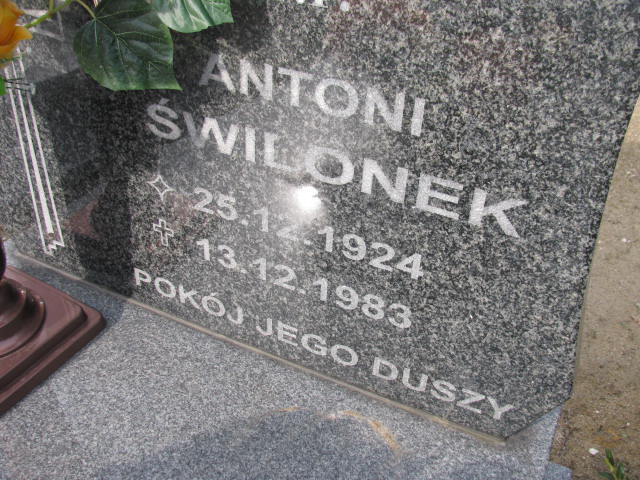 ANTONI
ŚWILONEK
25.12.1924
13.12.1983
POKÓJ JEGO DUSZY